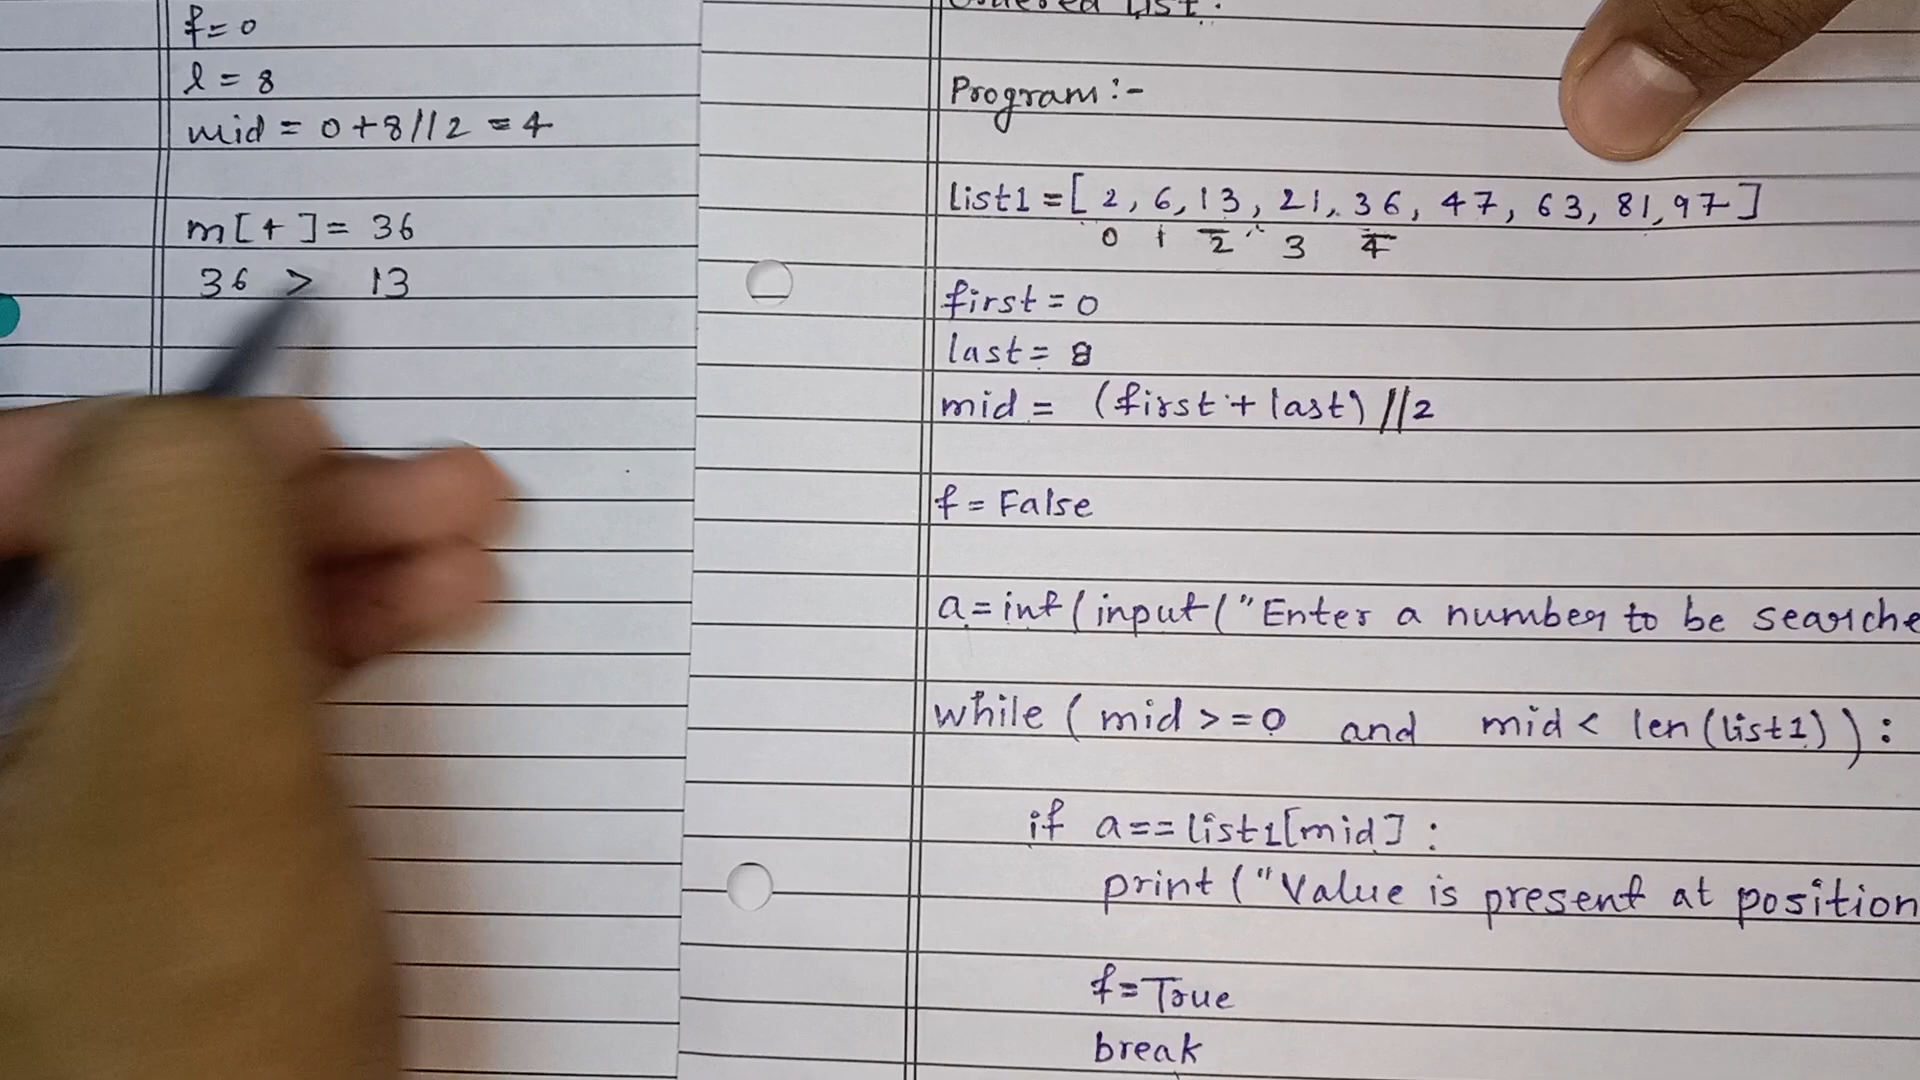 f=0
l=8
mid = 0+8//2 = 4
m[4] = 36
36 > 13
List.
Program:-
list1=[2, 6, 13, 21, 36, 47, 63, 81, 97]
0 1 2 3 4
first=0
last= 8
mid = (first+last)//2
f = False
a=int(input("Enter a number to be searche
while (mid>=0 and mid< len(list1)):
if a==list1[mid]:
print("Value is present at position
f=True
break